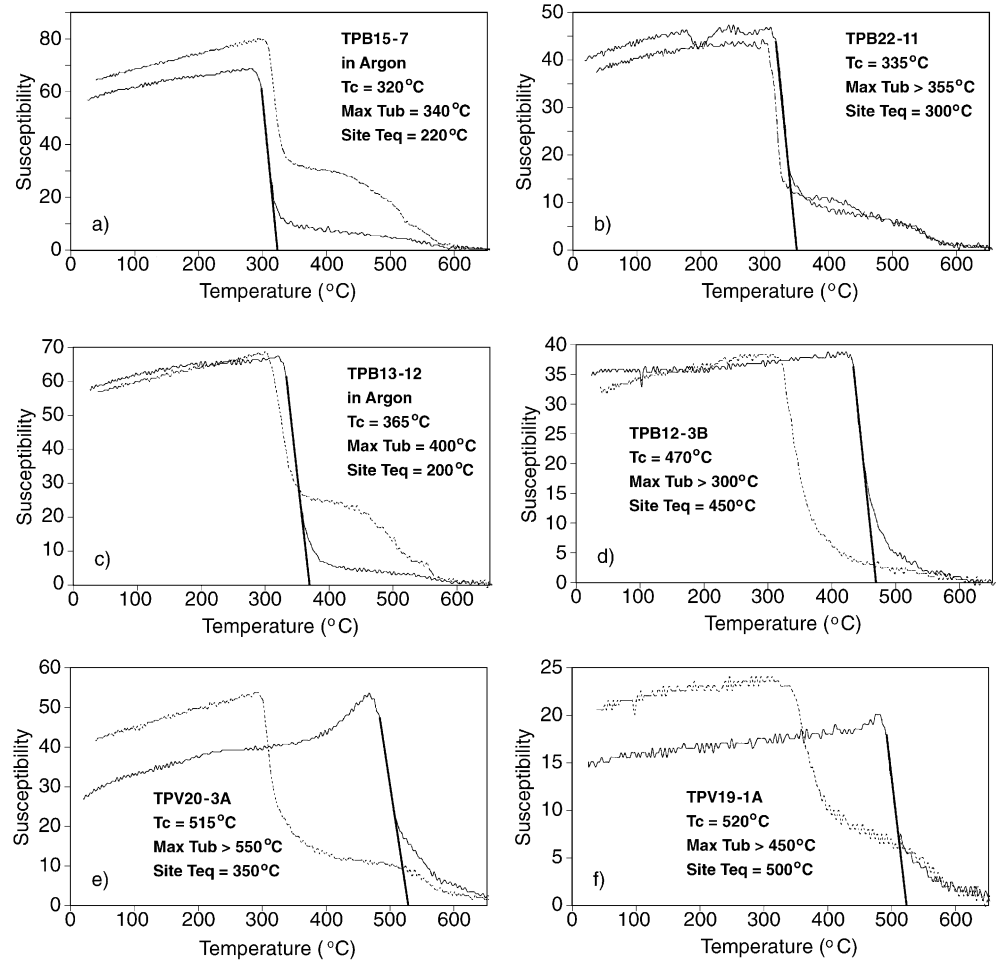 80
60
40
20
0
Susceptibility
TPB15-7
in Argon
Tc = 320°C
Max Tub = 340°C
Site Teq = 220°C
a)
0 100 200 300 400 500 600
Temperature (°C)
50
40
30
20
10
0
Susceptibility
TPB22-11
Tc = 335°C
Max Tub > 355°C
Site Teq = 300°C
b)
0 100 200 300 400 500 600
Temperature (°C)
70
60
50
40
30
20
10
0
Susceptibility
TPB13-12
in Argon
Tc = 365°C
Max Tub = 400°C
Site Teq = 200°C
c)
0 100 200 300 400 500 600
Temperature (°C)
40
35
30
25
20
15
10
5
0
Susceptibility
TPB12-3B
Tc = 470°C
Max Tub > 300°C
Site Teq = 450°C
d)
0 100 200 300 400 500 600
Temperature (°C)
60
50
40
30
20
10
0
Susceptibility
TPV20-3A
Tc = 515°C
Max Tub > 550°C
Site Teq = 350°C
e)
0 100 200 300 400 500 600
Temperature (°C)
25
20
15
10
5
0
Susceptibility
TPV19-1A
Tc = 520°C
Max Tub > 450°C
Site Teq = 500°C
f)
0 100 200 300 400 500 600
Temperature (°C)